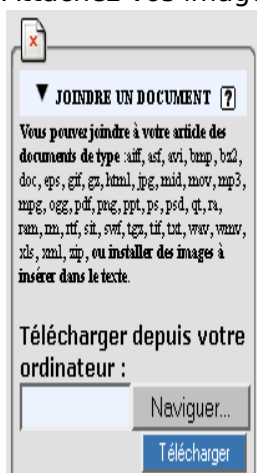 ▼ JOINDRE UN DOCUMENT ?
Vous pouvez joindre à votre article des
documents de type :aiff, asf, avi, bmp, bz2,
doc, eps, gif, gz, html, jpg, mid, mov, mp3,
mpg, ogg, pdf, png, ppt, ps, psd, qt, ra,
ram, rm, rtf, sit, swf, tgz, tif, txt, wav, wmv,
xls, xml, zip, ou installer des images à
insérer dans le texte.
Télécharger depuis votre
ordinateur :
Naviguer...
Télécharger